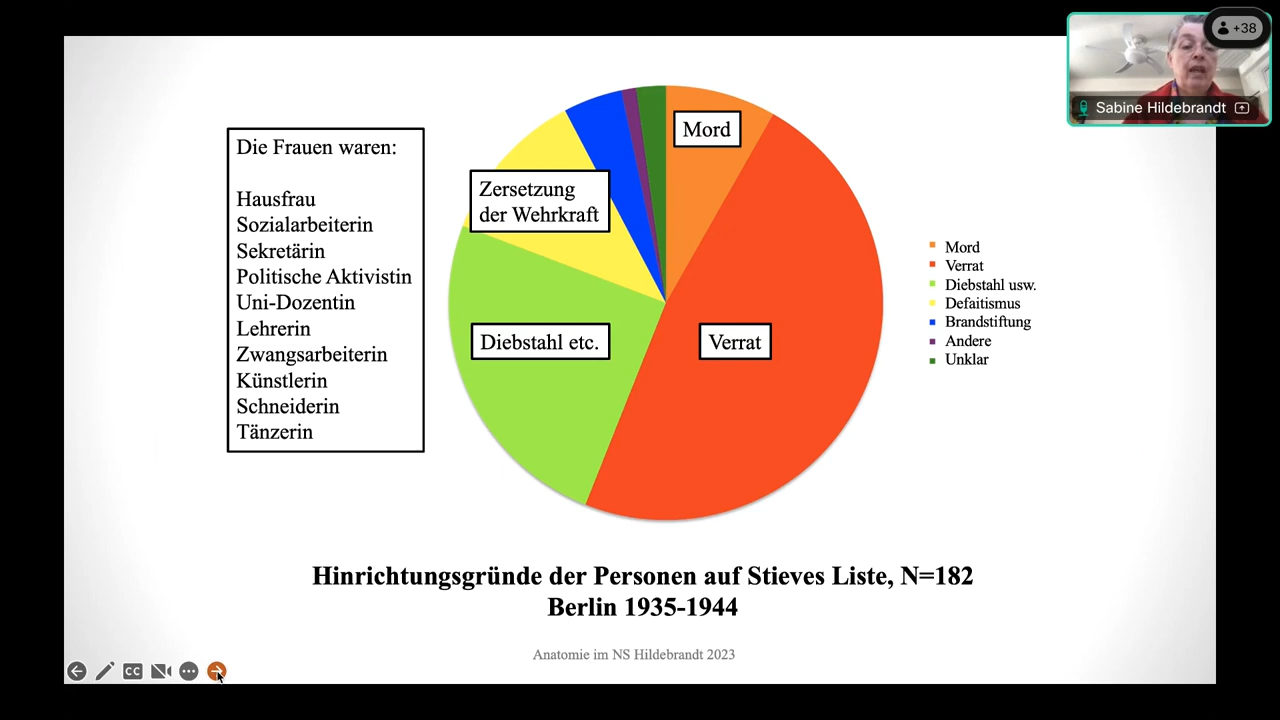 +38
Sabine Hildebrandt
Die Frauen waren:
Hausfrau
Sozialarbeiterin
Sekretärin
Politische Aktivistin
Uni-Dozentin
Lehrerin
Zwangsarbeiterin
Künstlerin
Schneiderin
Tänzerin
Mord
Zersetzung
der Wehrkraft
Diebstahl etc.
Verrat
Mord
Verrat
Diebstahl usw.
Defaitismus
Brandstiftung
Andere
Unklar
Hinrichtungsgründe der Personen auf Stieves Liste, N=182
Berlin 1935-1944
Anatomie im NS Hildebrandt 2023
CC